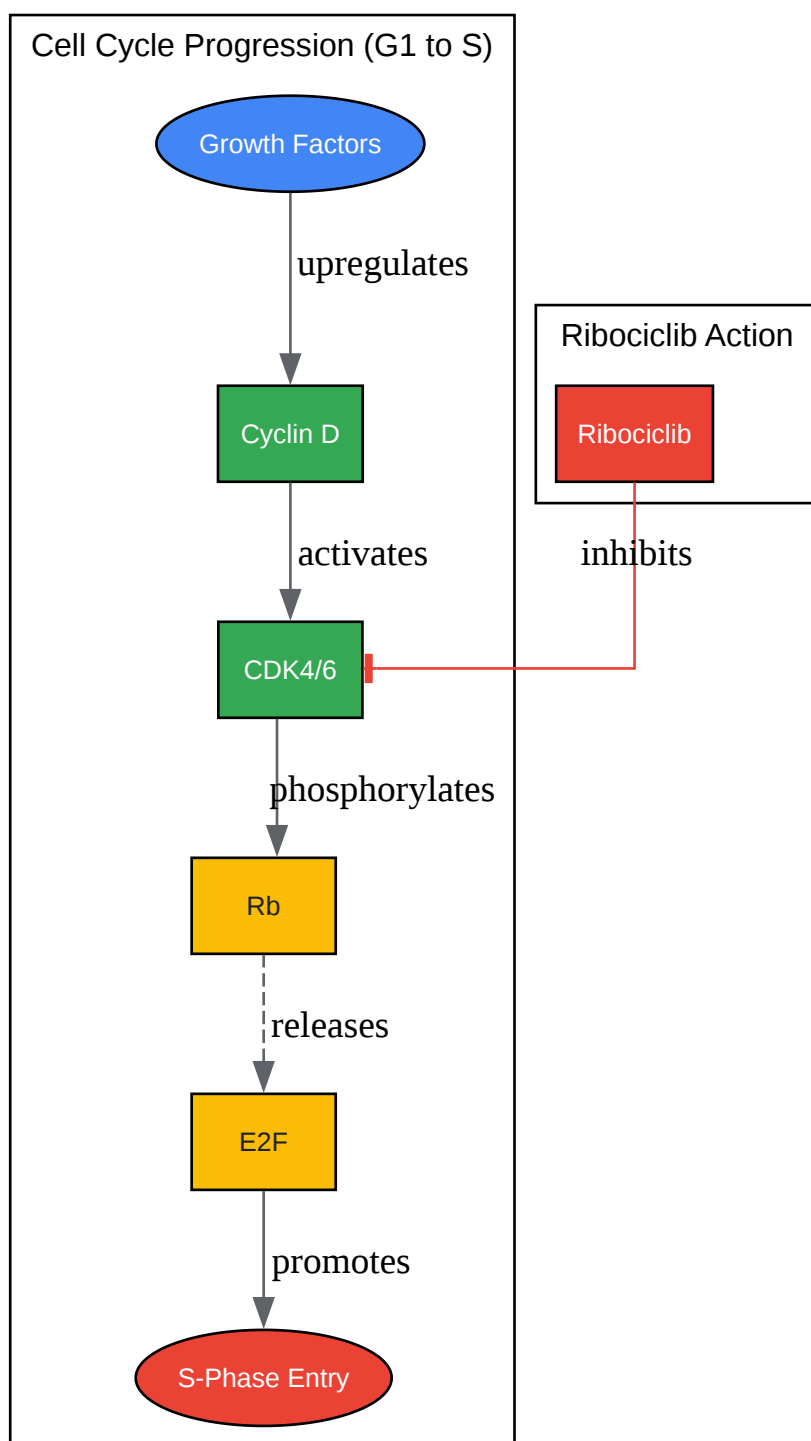 Cell Cycle Progression (G1 to S)
Growth Factors
upregulates
Ribociclib Action
Cyclin D
Ribociclib
activates
inhibits
CDK4/6
phosphorylates
Rb
releases
E2F
promotes
S-Phase Entry